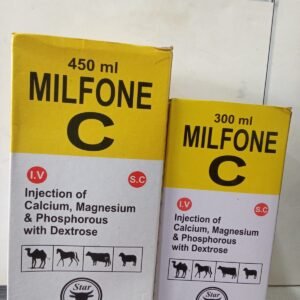 450 ml
MILFONE
C
I.V
S.C
Injection of
Calcium, Magnesium
& Phosphorous
with Dextrose
Star
300 ml
MILFONE
C
I.V
S.C
Injection of
Calcium, Magnesium
& Phosphorous
with Dextrose
Star